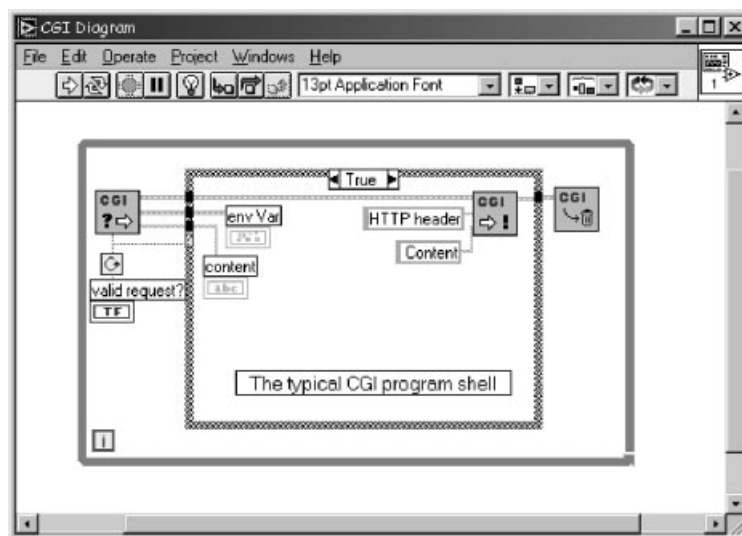 CGI Diagram
File Edit Operate Project Windows Help
13pt Application Font
1
True
CGI
?
env Var
content
abc
valid request?
TF
HTTP header
Content
CGI
!
CGI
The typical CGI program shell
i